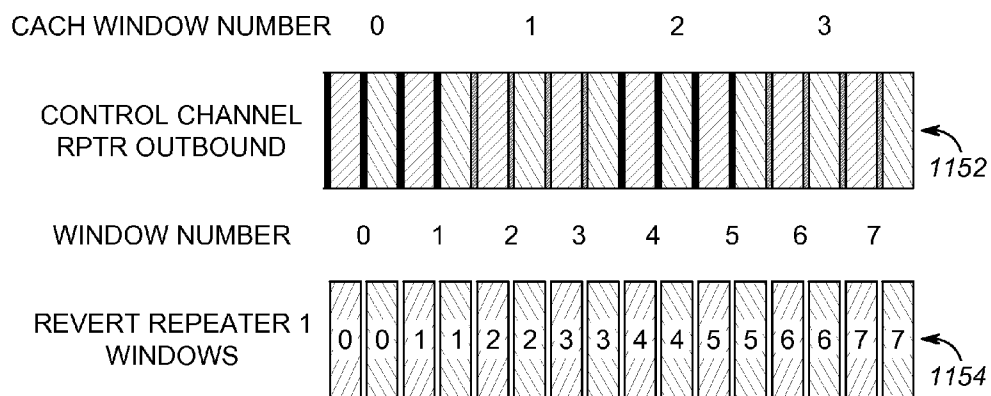 CACH WINDOW NUMBER 0 1 2 3
CONTROL CHANNEL
RPTR OUTBOUND
1152
WINDOW NUMBER 0 1 2 3 4 5 6 7
REVERT REPEATER 1
WINDOWS
0 0 1 1 2 2 3 3 4 4 5 5 6 6 7 7
1154